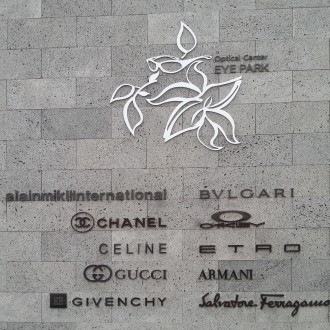 Optical Center
EYE PARK
alainmikliinternational
BVLGARI
CHANEL
OAKLEY
CELINE
ETRO
GUCCI
ARMANI
GIVENCHY
Salvatore Ferragamo